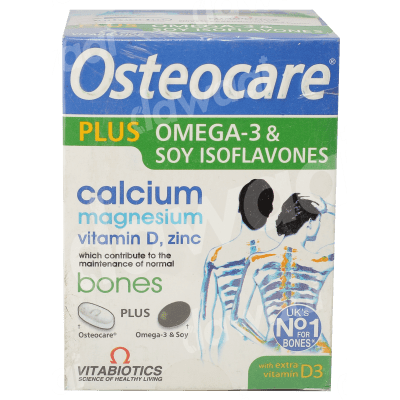 Osteocare®
PLUS OMEGA-3 &
SOY ISOFLAVONES
calcium
magnesium
vitamin D, zinc
which contribute to the
maintenance of normal
bones
PLUS
Osteocare®
Omega-3 & Soy
UK's
No1
FOR
BONES
with extra
vitamin D3
VITABIOTICS
SCIENCE OF HEALTHY LIVING